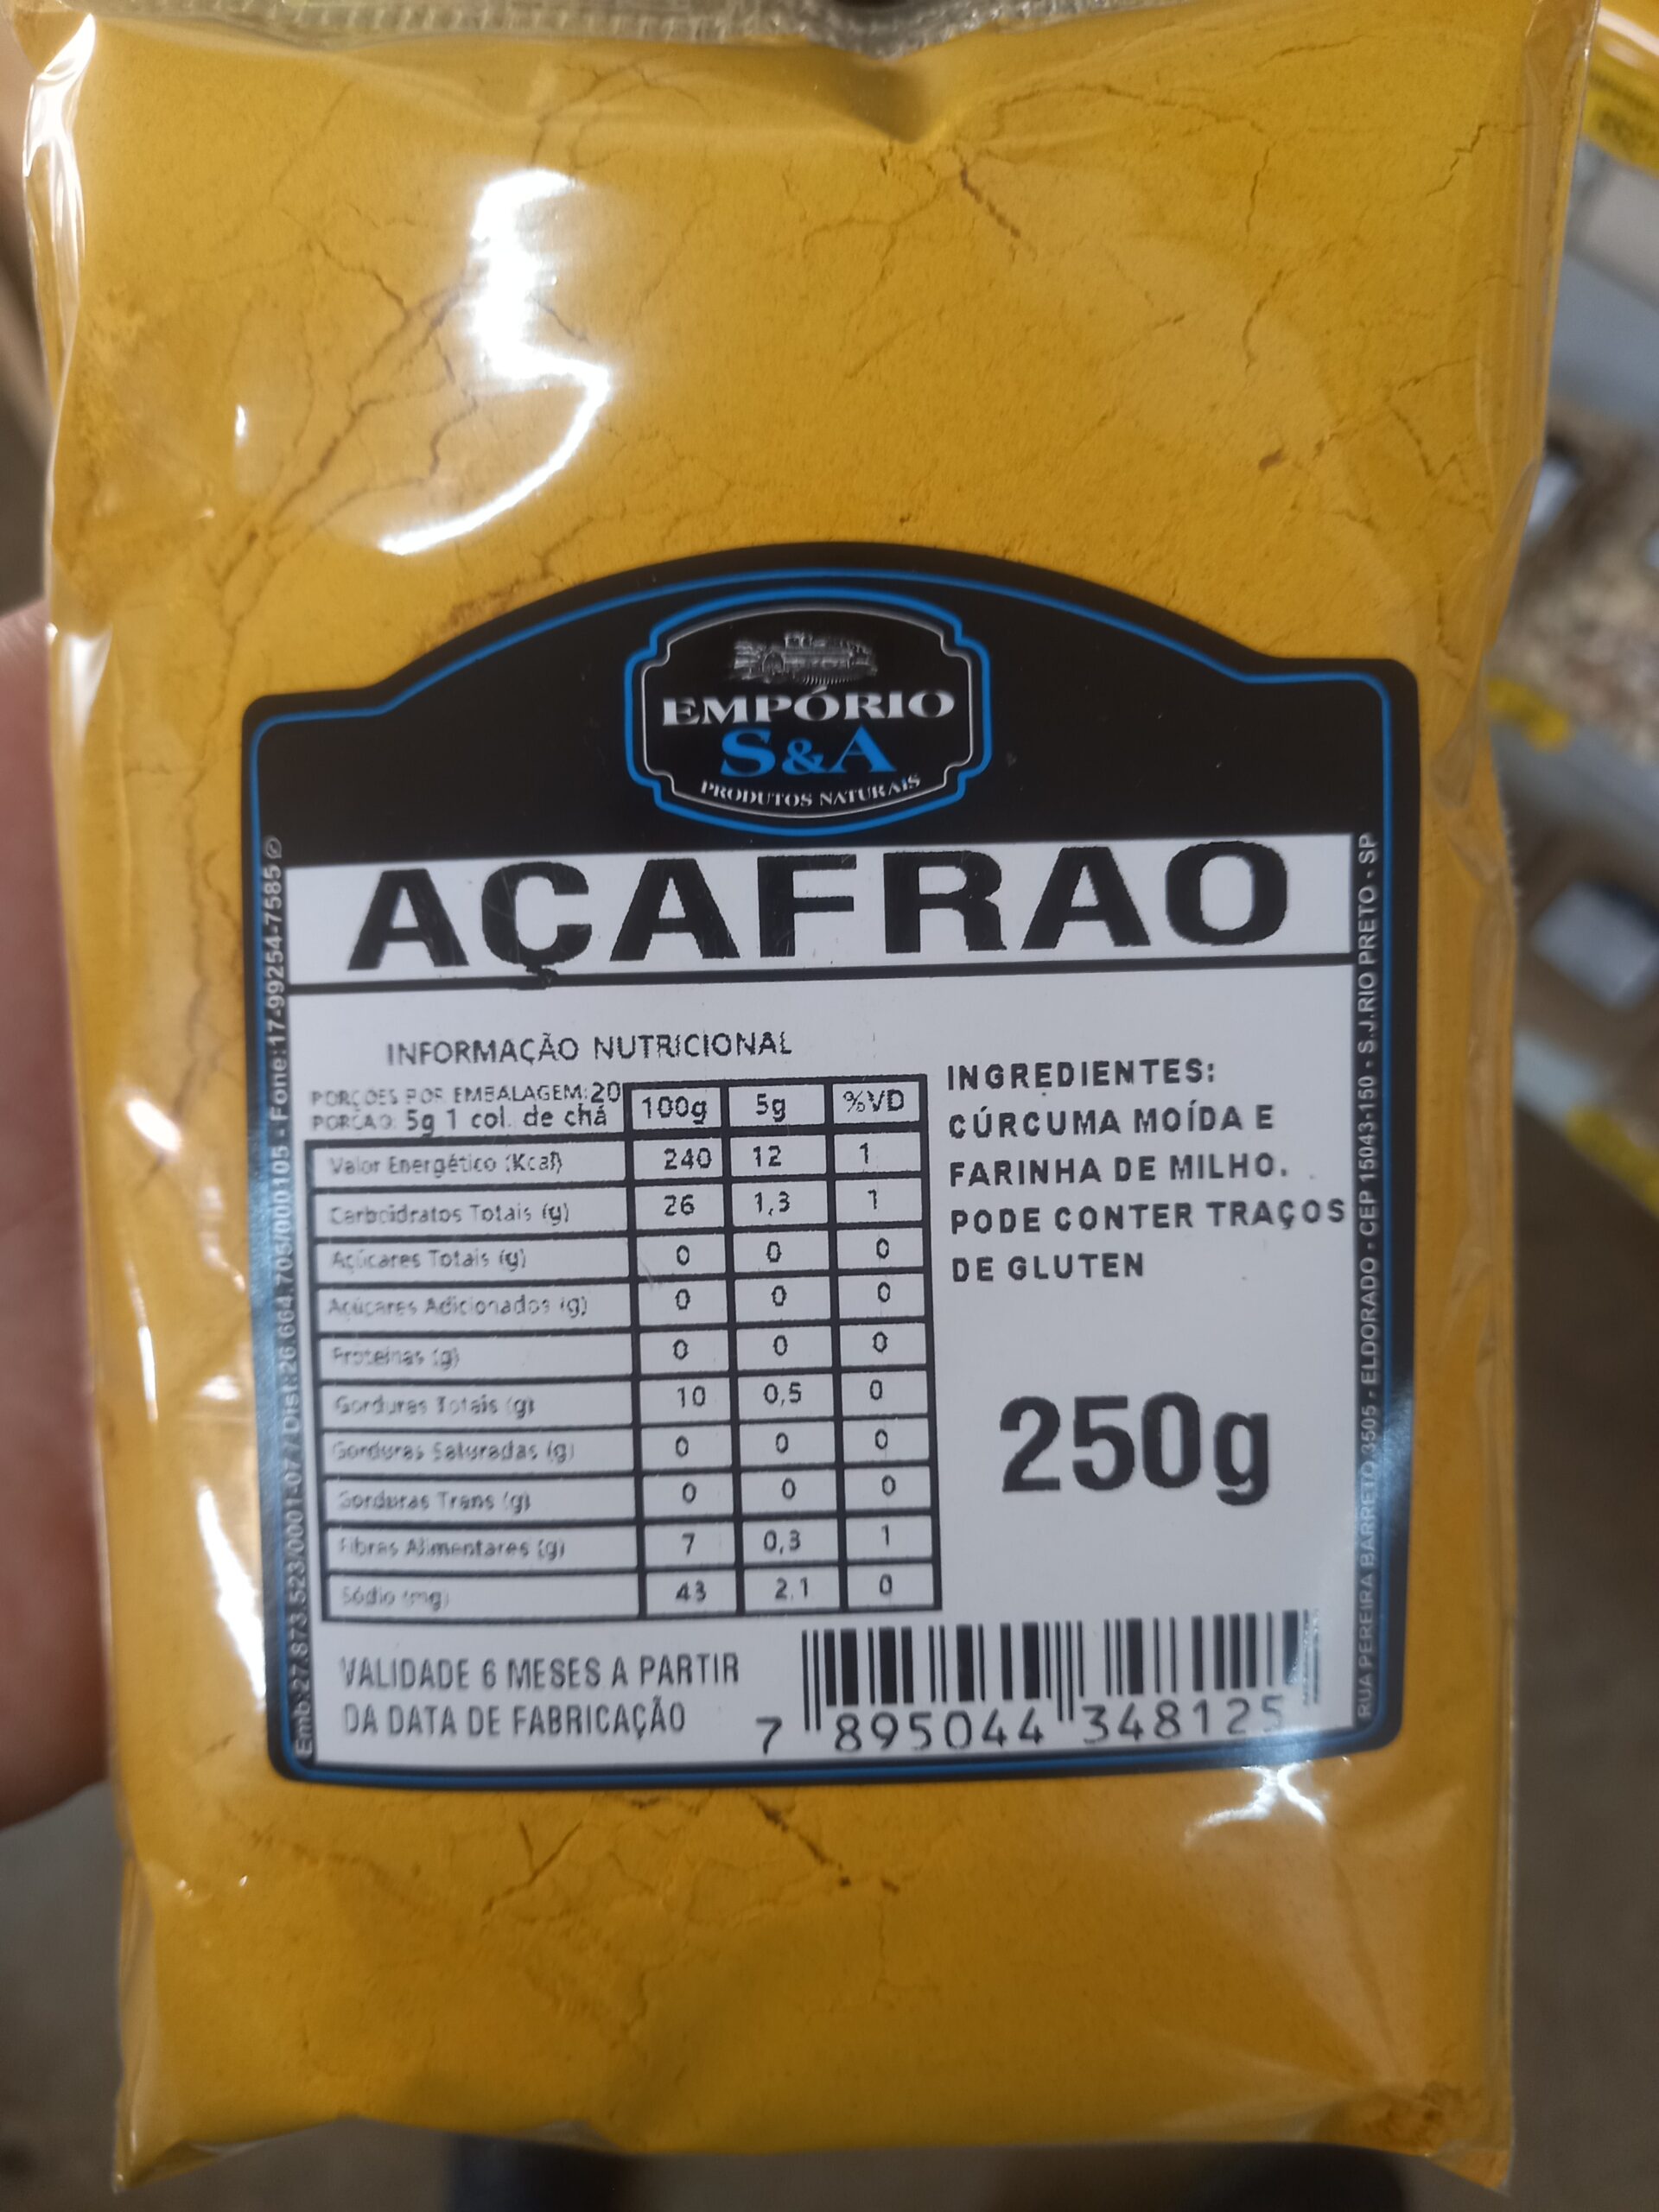 EMPÓRIO
S&A
PRODUTOS NATURAIS
AÇAFRAO
INFORMAÇÃO NUTRICIONAL
PORÇOES POR EMBALAGEM:20
PORÇAO: 5g 1 col. de chá
100g 5g %VD
Valor Energético (Kcal) 240 12 1
Carboidratos Totais (g) 26 1,3 1
Açúcares Totais (g) 0 0 0
Açúcares Adicionados (g) 0 0 0
Proteínas (g) 0 0 0
Gorduras Totais (g) 10 0,5 0
Gorduras Saturadas (g) 0 0 0
Gorduras Trans (g) 0 0 0
Fibras Alimentares (g) 7 0,3 1
Sódio (mg) 43 2,1 0
INGREDIENTES:
CÚRCUMA MOÍDA E
FARINHA DE MILHO.
PODE CONTER TRAÇOS
DE GLUTEN
250g
VALIDADE 6 MESES A PARTIR
DA DATA DE FABRICAÇÃO
7 895044 348125
Emb:27.873.523/0001-07 / Dist:26.664.705/000105 - Fone:17-99254-7585
RUA PEREIRA BARRETO 3505 - ELDORADO - CEP 15043-150 - S.J.RIO PRETO - SP